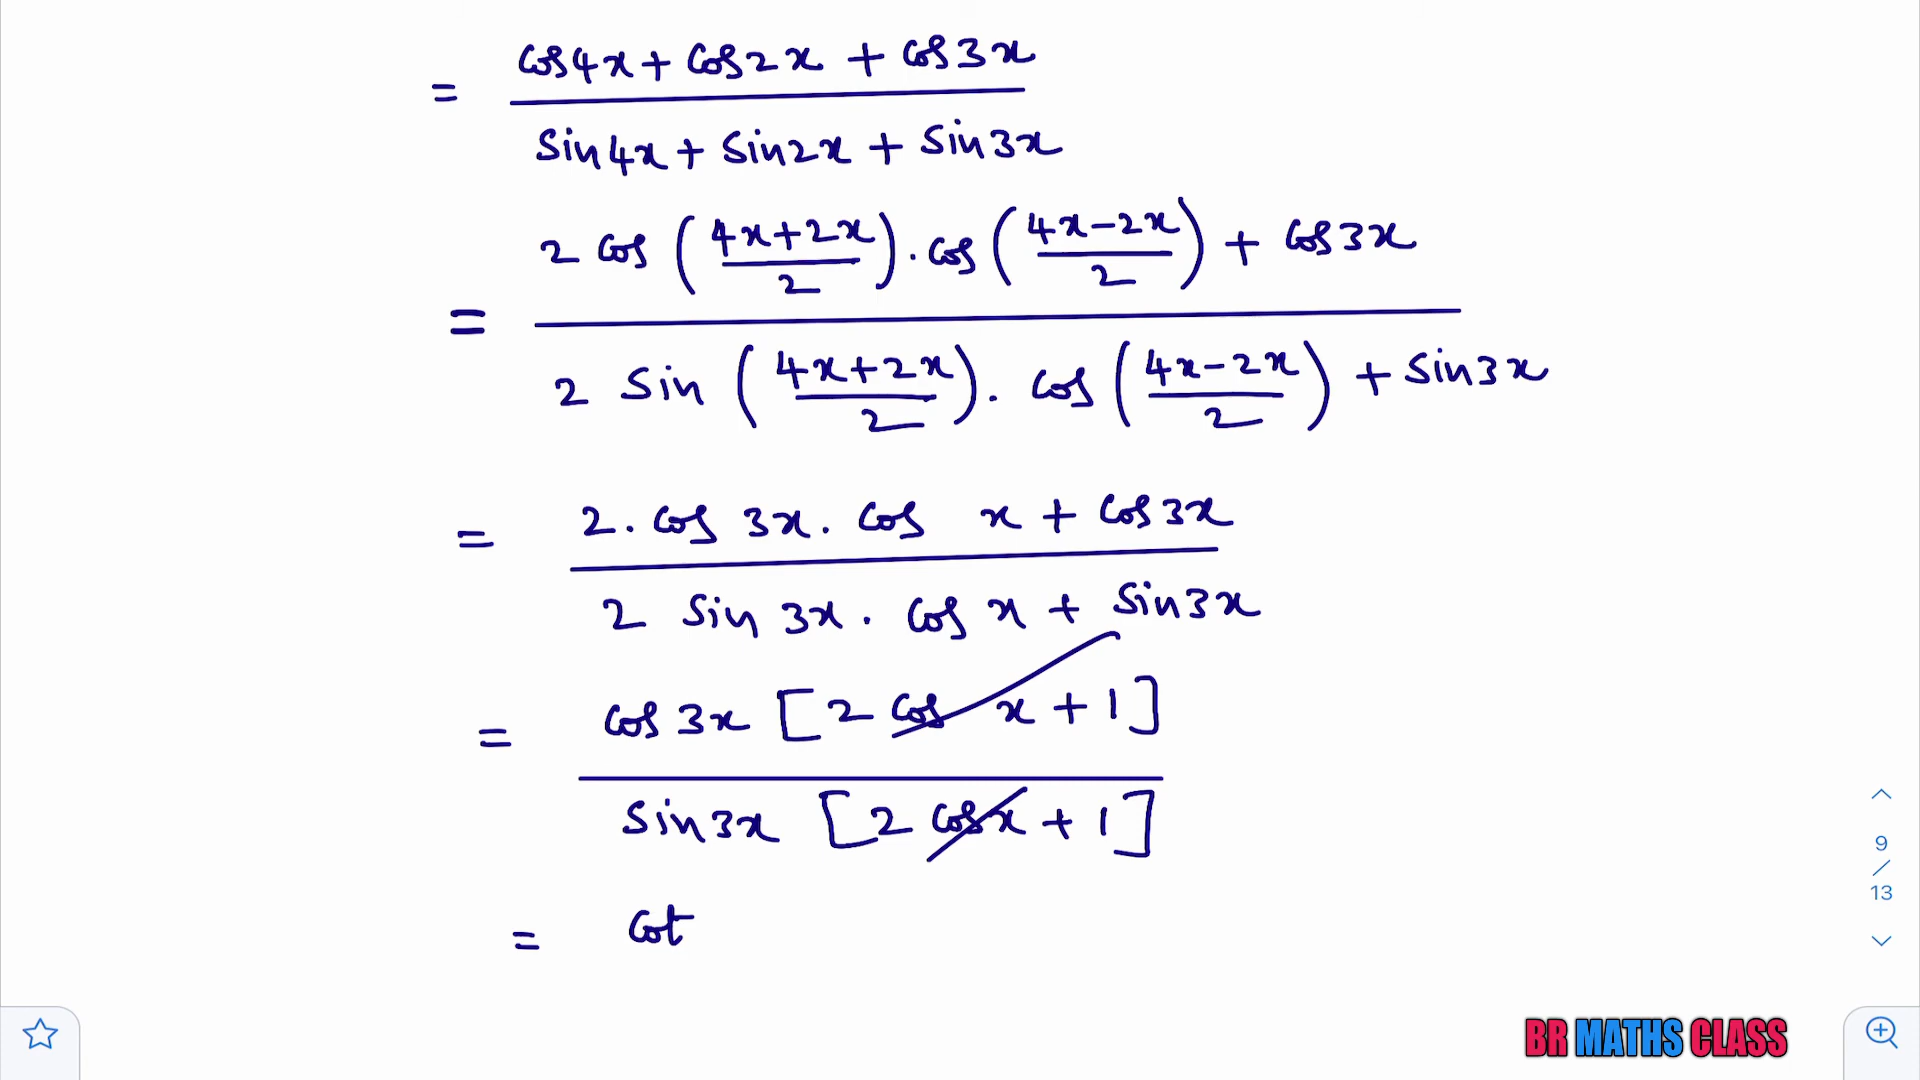 cos4x + cos2x + cos3x
=
sin4x + sin2x + sin3x
2 cos (4x+2x/2) . cos (4x-2x/2) + cos3x
=
2 sin (4x+2x/2) . cos (4x-2x/2) + sin3x
2 . cos 3x . cos x + cos3x
=
2 sin 3x . cos x + sin3x
cos 3x [2 cos x + 1]
=
sin3x [2 cosx + 1]
= cot
9
/
13
BR MATHS CLASS